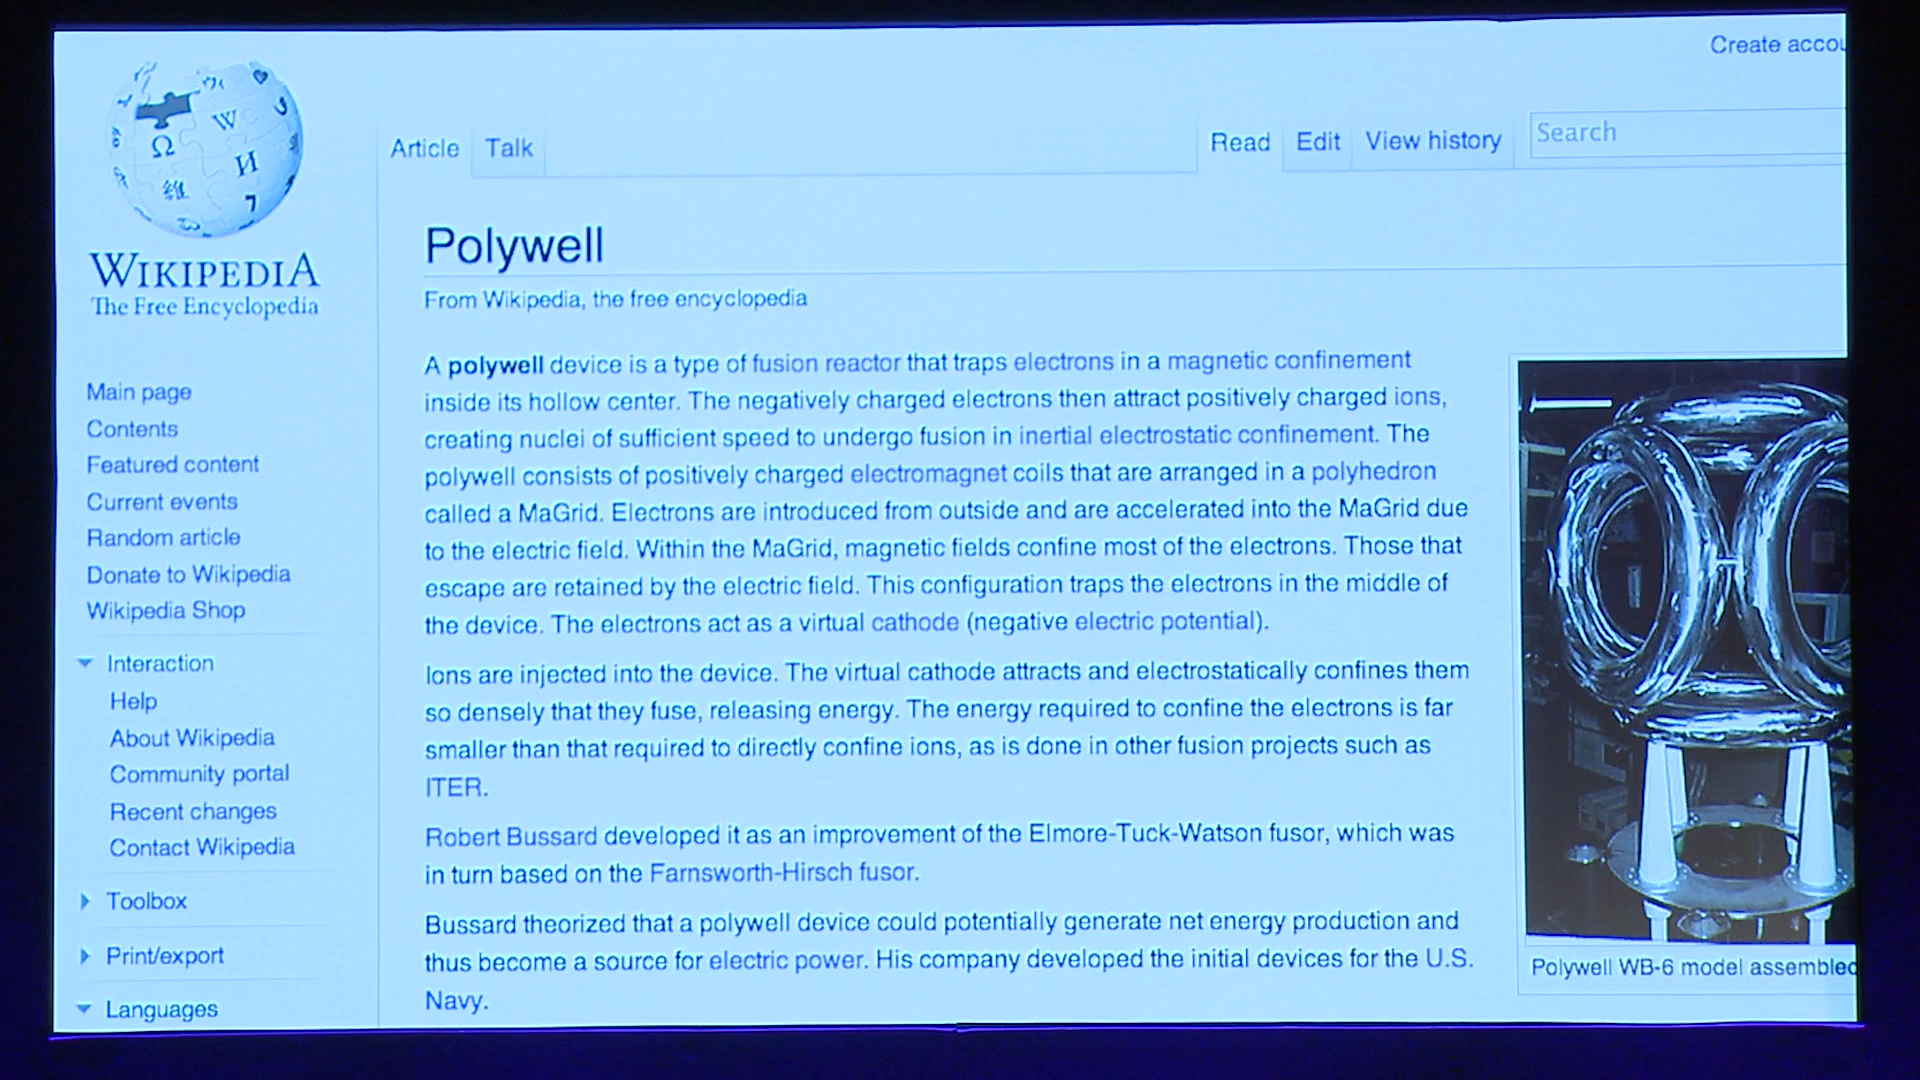 Create accou
Article Talk Read Edit View history Search
WIKIPEDIA
The Free Encyclopedia
Main page
Contents
Featured content
Current events
Random article
Donate to Wikipedia
Wikipedia Shop
Interaction
Help
About Wikipedia
Community portal
Recent changes
Contact Wikipedia
Toolbox
Print/export
Languages
Polywell
From Wikipedia, the free encyclopedia
A polywell device is a type of fusion reactor that traps electrons in a magnetic confinement
inside its hollow center. The negatively charged electrons then attract positively charged ions,
creating nuclei of sufficient speed to undergo fusion in inertial electrostatic confinement. The
polywell consists of positively charged electromagnet coils that are arranged in a polyhedron
called a MaGrid. Electrons are introduced from outside and are accelerated into the MaGrid due
to the electric field. Within the MaGrid, magnetic fields confine most of the electrons. Those that
escape are retained by the electric field. This configuration traps the electrons in the middle of
the device. The electrons act as a virtual cathode (negative electric potential).
Ions are injected into the device. The virtual cathode attracts and electrostatically confines them
so densely that they fuse, releasing energy. The energy required to confine the electrons is far
smaller than that required to directly confine ions, as is done in other fusion projects such as
ITER.
Robert Bussard developed it as an improvement of the Elmore-Tuck-Watson fusor, which was
in turn based on the Farnsworth-Hirsch fusor.
Bussard theorized that a polywell device could potentially generate net energy production and
thus become a source for electric power. His company developed the initial devices for the U.S.
Navy.
Polywell WB-6 model assembled